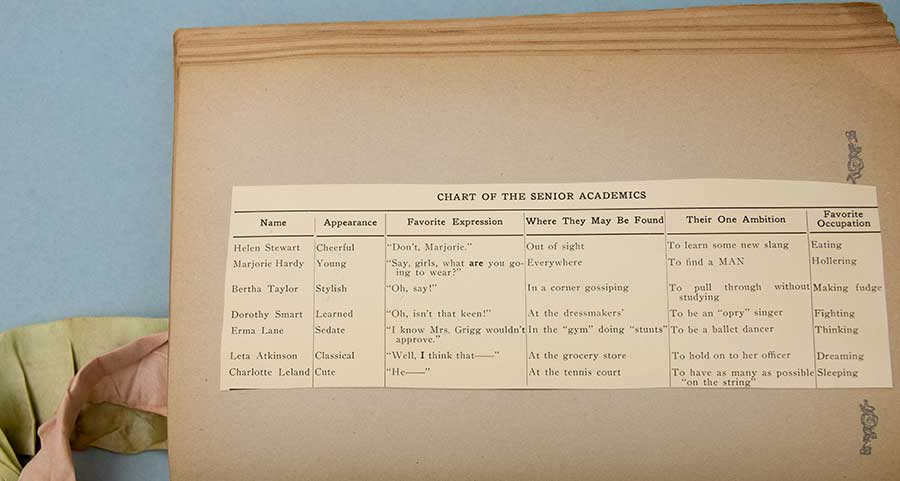 CHART OF THE SENIOR ACADEMICS
Name Appearance Favorite Expression Where They May Be Found Their One Ambition Favorite Occupation
Helen Stewart Cheerful “Don't, Marjorie.” Out of sight To learn some new slang Eating
Marjorie Hardy Young “Say, girls, what are you go- Everywhere To find a MAN Hollering
ing to wear?”
Bertha Taylor Stylish “Oh, say!” In a corner gossiping To pull through without Making fudge
studying
Dorothy Smart Learned “Oh, isn't that keen!” At the dressmakers' To be an “opry” singer Fighting
Erma Lane Sedate “I know Mrs. Grigg wouldn't In the “gym” doing “stunts” To be a ballet dancer Thinking
approve.”
Leta Atkinson Classical “Well, I think that——” At the grocery store To hold on to her officer Dreaming
Charlotte Leland Cute “He——” At the tennis court To have as many as possible Sleeping
“on the string”